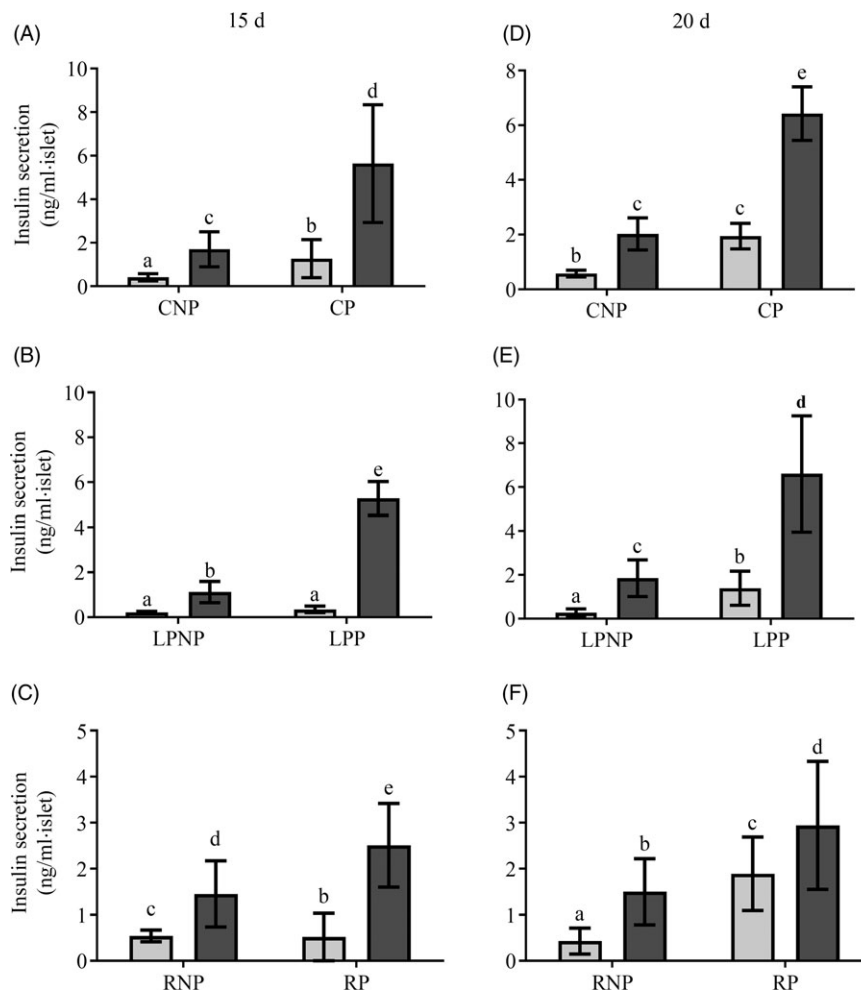 15 d
20 d
(A)
Insulin secretion
(ng/ml·islet)
10
8
6
4
2
0
a
c
b
d
CNP
CP
(D)
8
6
4
2
0
b
c
c
e
CNP
CP
(B)
Insulin secretion
(ng/ml·islet)
10
8
6
4
2
0
a
b
a
e
LPNP
LPP
(E)
10
8
6
4
2
0
a
c
b
d
LPNP
LPP
(C)
Insulin secretion
(ng/ml·islet)
5
4
3
2
1
0
c
d
b
e
RNP
RP
(F)
5
4
3
2
1
0
a
b
c
d
RNP
RP